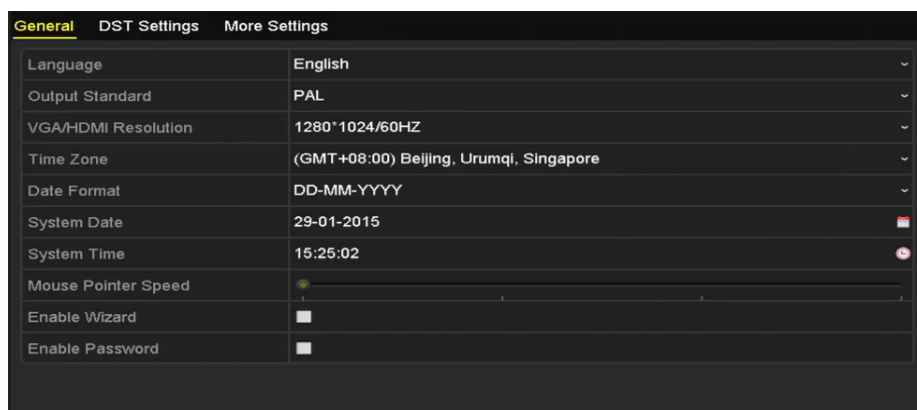 General DST Settings More Settings
Language English
Output Standard PAL
VGA/HDMI Resolution 1280*1024/60HZ
Time Zone (GMT+08:00) Beijing, Urumqi, Singapore
Date Format DD-MM-YYYY
System Date 29-01-2015
System Time 15:25:02
Mouse Pointer Speed
Enable Wizard
Enable Password